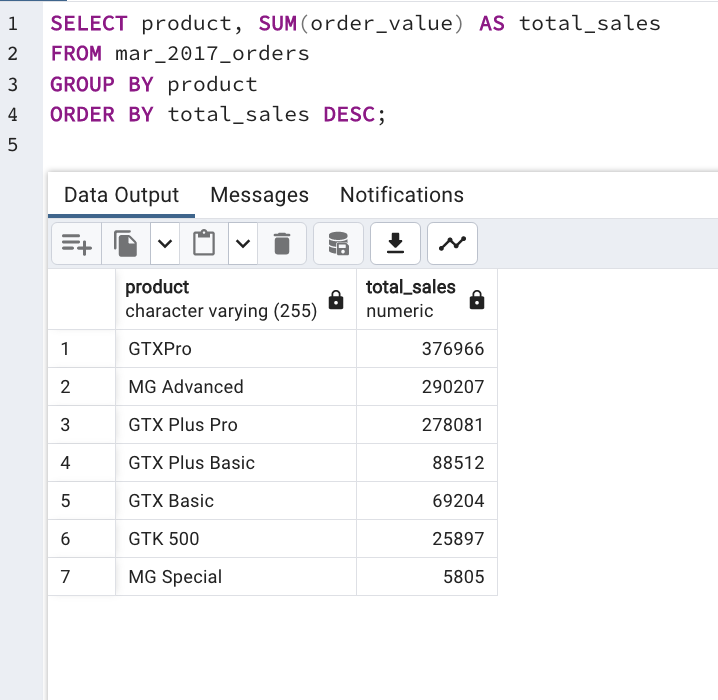 1 SELECT product, SUM(order_value) AS total_sales
2 FROM mar_2017_orders
3 GROUP BY product
4 ORDER BY total_sales DESC;
5
Data Output Messages Notifications
product total_sales
character varying (255) numeric
1 GTXPro 376966
2 MG Advanced 290207
3 GTX Plus Pro 278081
4 GTX Plus Basic 88512
5 GTX Basic 69204
6 GTK 500 25897
7 MG Special 5805